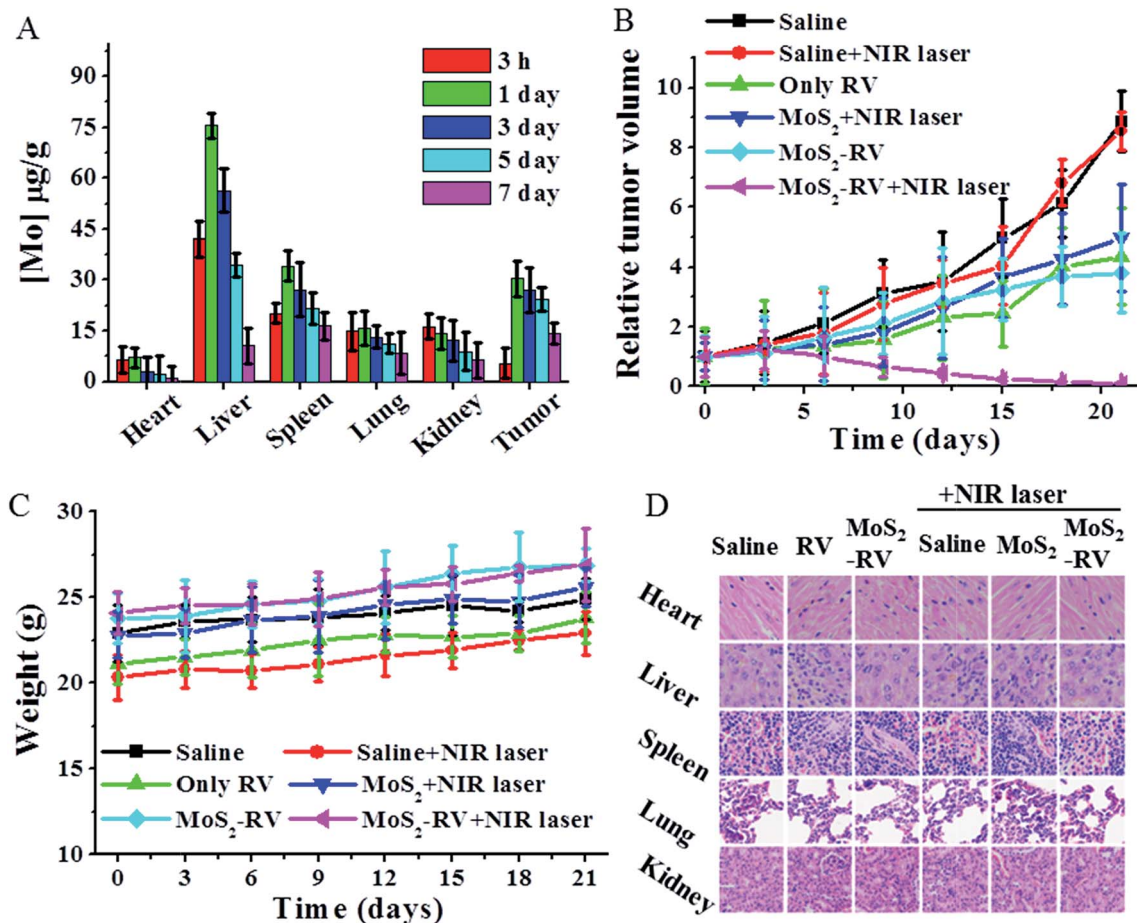 A
[Mo] μg/g
90
75
60
45
30
15
0
3 h
1 day
3 day
5 day
7 day
Heart
Liver
Spleen
Lung
Kidney
Tumor
B
Relative tumor volume
10
8
6
4
2
0
Saline
Saline+NIR laser
Only RV
MoS2+NIR laser
MoS2-RV
MoS2-RV+NIR laser
0 5 10 15 20
Time (days)
C
Weight (g)
30
25
20
15
10
Saline
Saline+NIR laser
Only RV
MoS2+NIR laser
MoS2-RV
MoS2-RV+NIR laser
0 3 6 9 12 15 18 21
Time (days)
D
+NIR laser
Saline RV MoS2-RV Saline MoS2 MoS2-RV
Heart
Liver
Spleen
Lung
Kidney